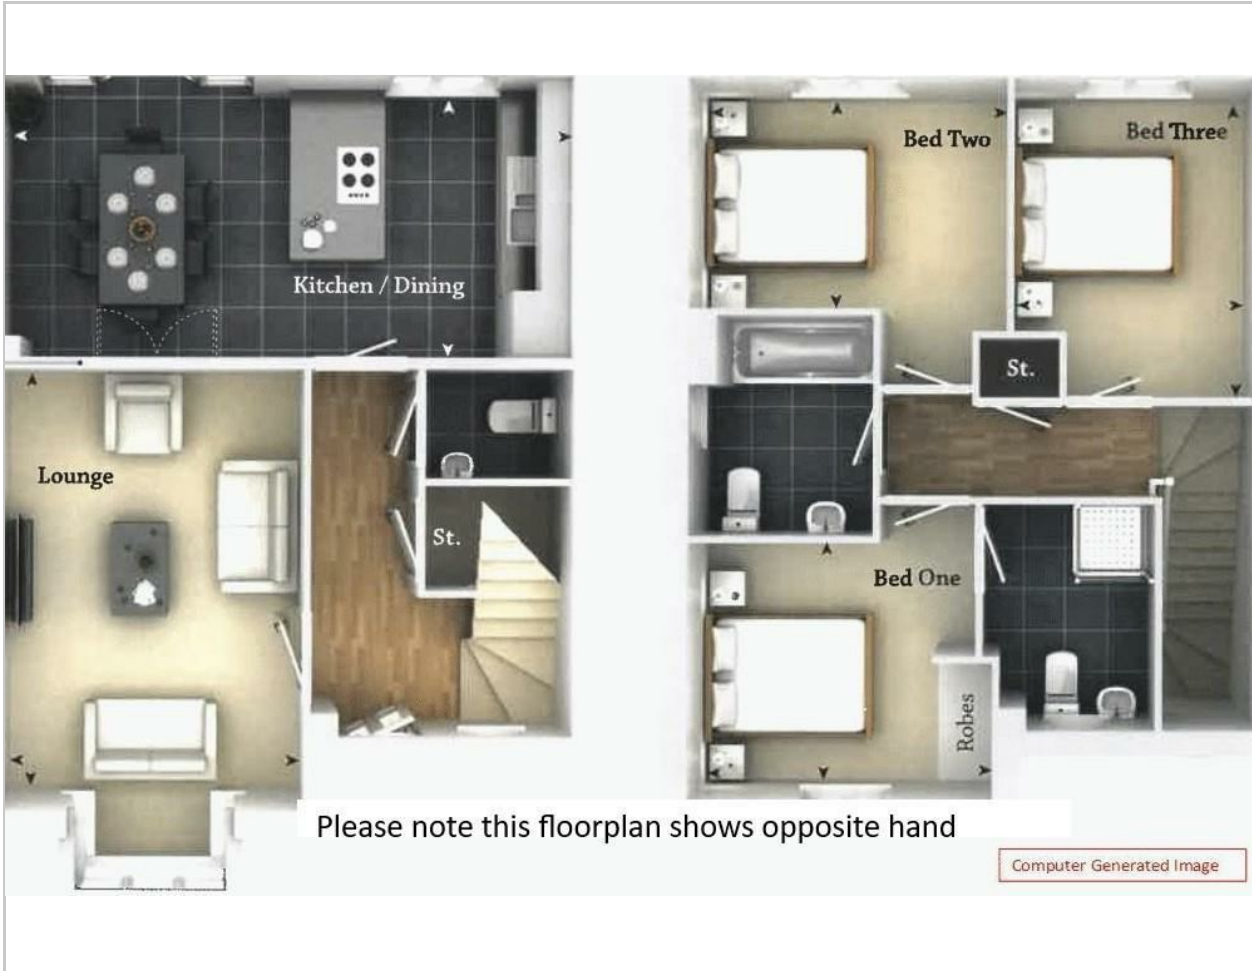 Kitchen / Dining
Lounge
St.
Bed Two
Bed Three
St.
Bed One
Robes
Please note this floorplan shows opposite hand
Computer Generated Image